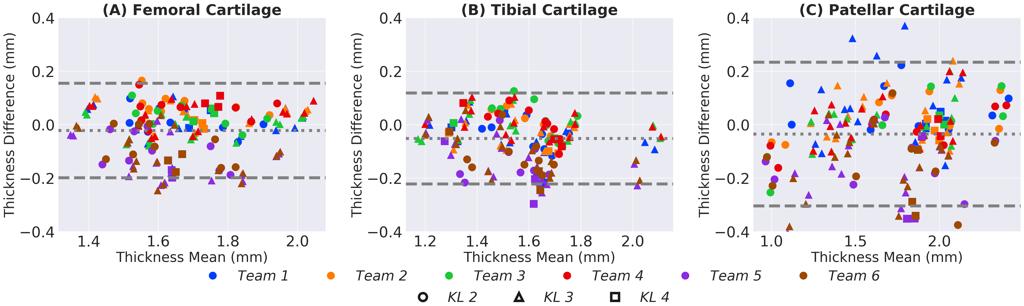 (A) Femoral Cartilage
Thickness Difference (mm)
0.4
0.2
0.0
−0.2
−0.4
1.4 1.6 1.8 2.0
Thickness Mean (mm)
(B) Tibial Cartilage
Thickness Difference (mm)
0.4
0.2
0.0
−0.2
−0.4
1.2 1.4 1.6 1.8 2.0
Thickness Mean (mm)
(C) Patellar Cartilage
Thickness Difference (mm)
0.4
0.2
0.0
−0.2
−0.4
1.0 1.5 2.0
Thickness Mean (mm)
Team 1 Team 2 Team 3 Team 4 Team 5 Team 6
KL 2 KL 3 KL 4